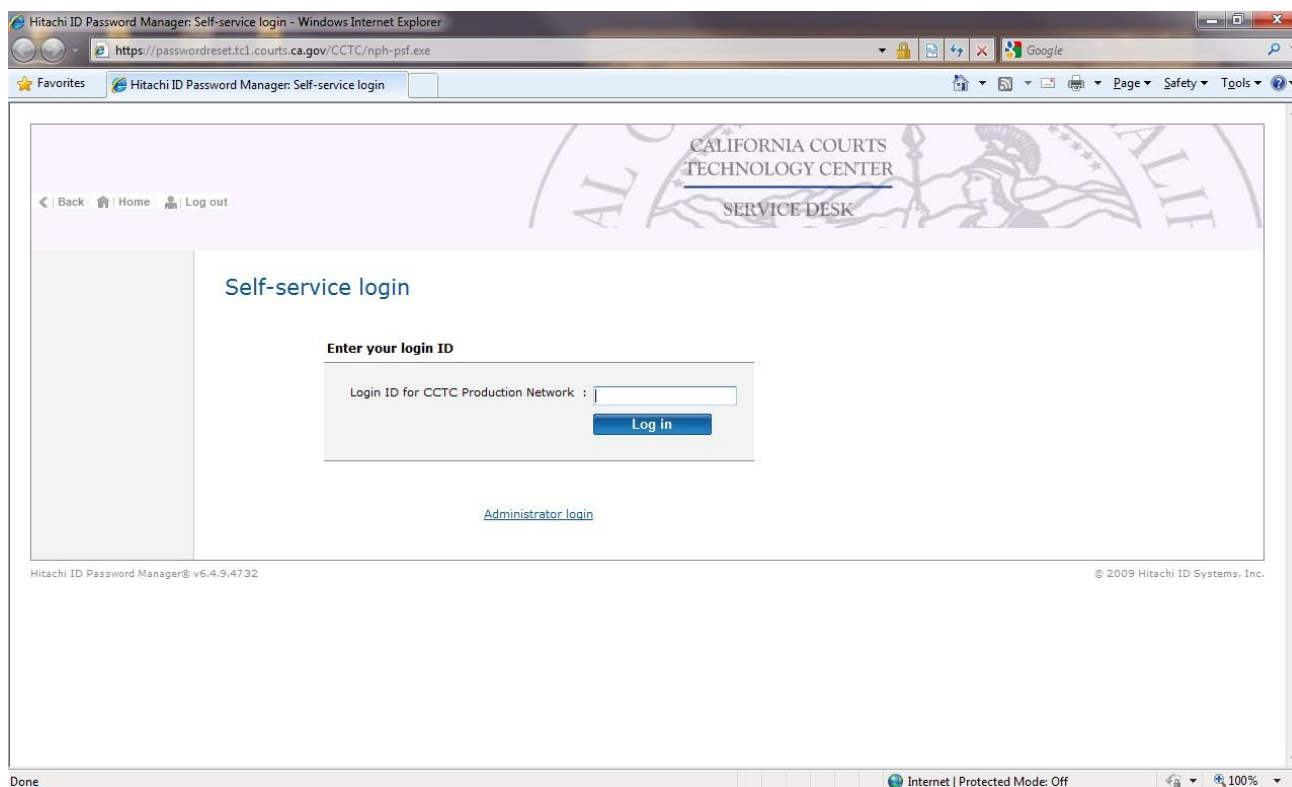 Hitachi ID Password Manager: Self-service login - Windows Internet Explorer
https://passwordreset.tc1.courts.ca.gov/CCTC/nph-psf.exe
Google
Favorites
Hitachi ID Password Manager: Self-service login
Page
Safety
Tools
CALIFORNIA COURTS
TECHNOLOGY CENTER
SERVICE DESK
Back | Home | Log out
Self-service login
Enter your login ID
Login ID for CCTC Production Network :
Log in
Administrator login
Hitachi ID Password Manager® v6.4.9.4732
© 2009 Hitachi ID Systems, Inc.
Done
Internet | Protected Mode: Off
100%